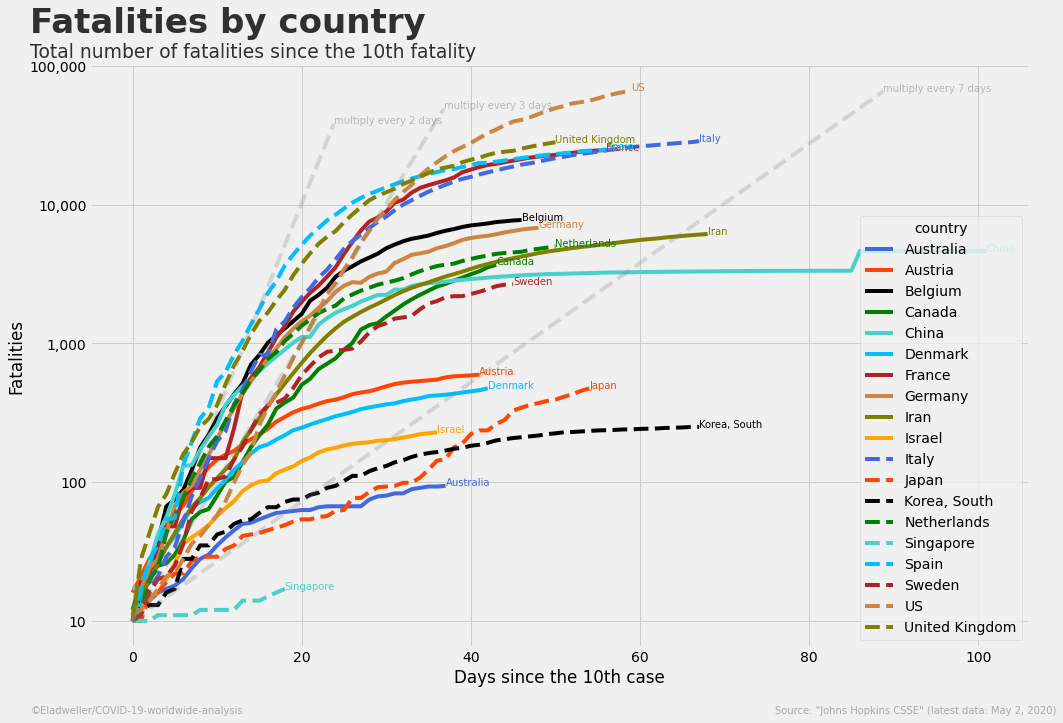 Fatalities by country
Total number of fatalities since the 10th fatality
100,000
10,000
1,000
100
10
Fatalities
0
20
40
60
80
100
Days since the 10th case
multiply every 2 days
multiply every 3 days
multiply every 7 days
US
United Kingdom
Italy
France
Belgium
Germany
Iran
Netherlands
China
Canada
Sweden
Austria
Denmark
Japan
Korea, South
Israel
Australia
Singapore
country
Australia
Austria
Belgium
Canada
China
Denmark
France
Germany
Iran
Israel
Italy
Japan
Korea, South
Netherlands
Singapore
Spain
Sweden
US
United Kingdom
©Eladweller/COVID-19-worldwide-analysis
Source: "Johns Hopkins CSSE" (latest data: May 2, 2020)